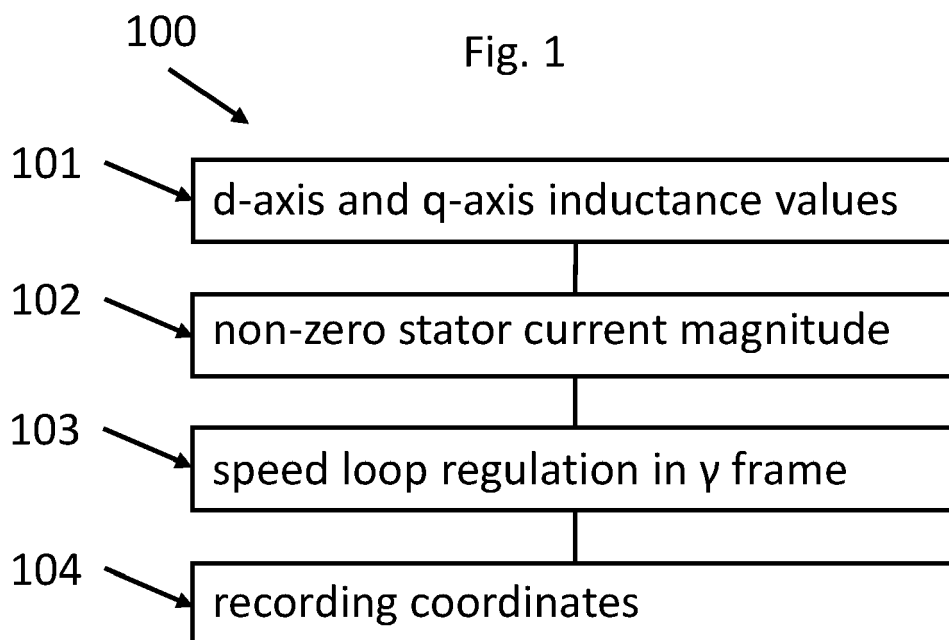 100
Fig. 1
101
d-axis and q-axis inductance values
102
non-zero stator current magnitude
103
speed loop regulation in γ frame
104
recording coordinates